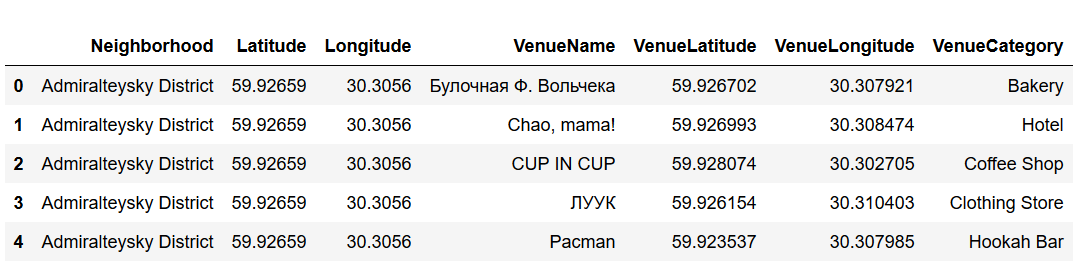 Neighborhood Latitude Longitude VenueName VenueLatitude VenueLongitude VenueCategory
0 Admiralteysky District 59.92659 30.3056 Булочная Ф. Вольчека 59.926702 30.307921 Bakery
1 Admiralteysky District 59.92659 30.3056 Chao, mama! 59.926993 30.308474 Hotel
2 Admiralteysky District 59.92659 30.3056 CUP IN CUP 59.928074 30.302705 Coffee Shop
3 Admiralteysky District 59.92659 30.3056 ЛУУК 59.926154 30.310403 Clothing Store
4 Admiralteysky District 59.92659 30.3056 Pacman 59.923537 30.307985 Hookah Bar